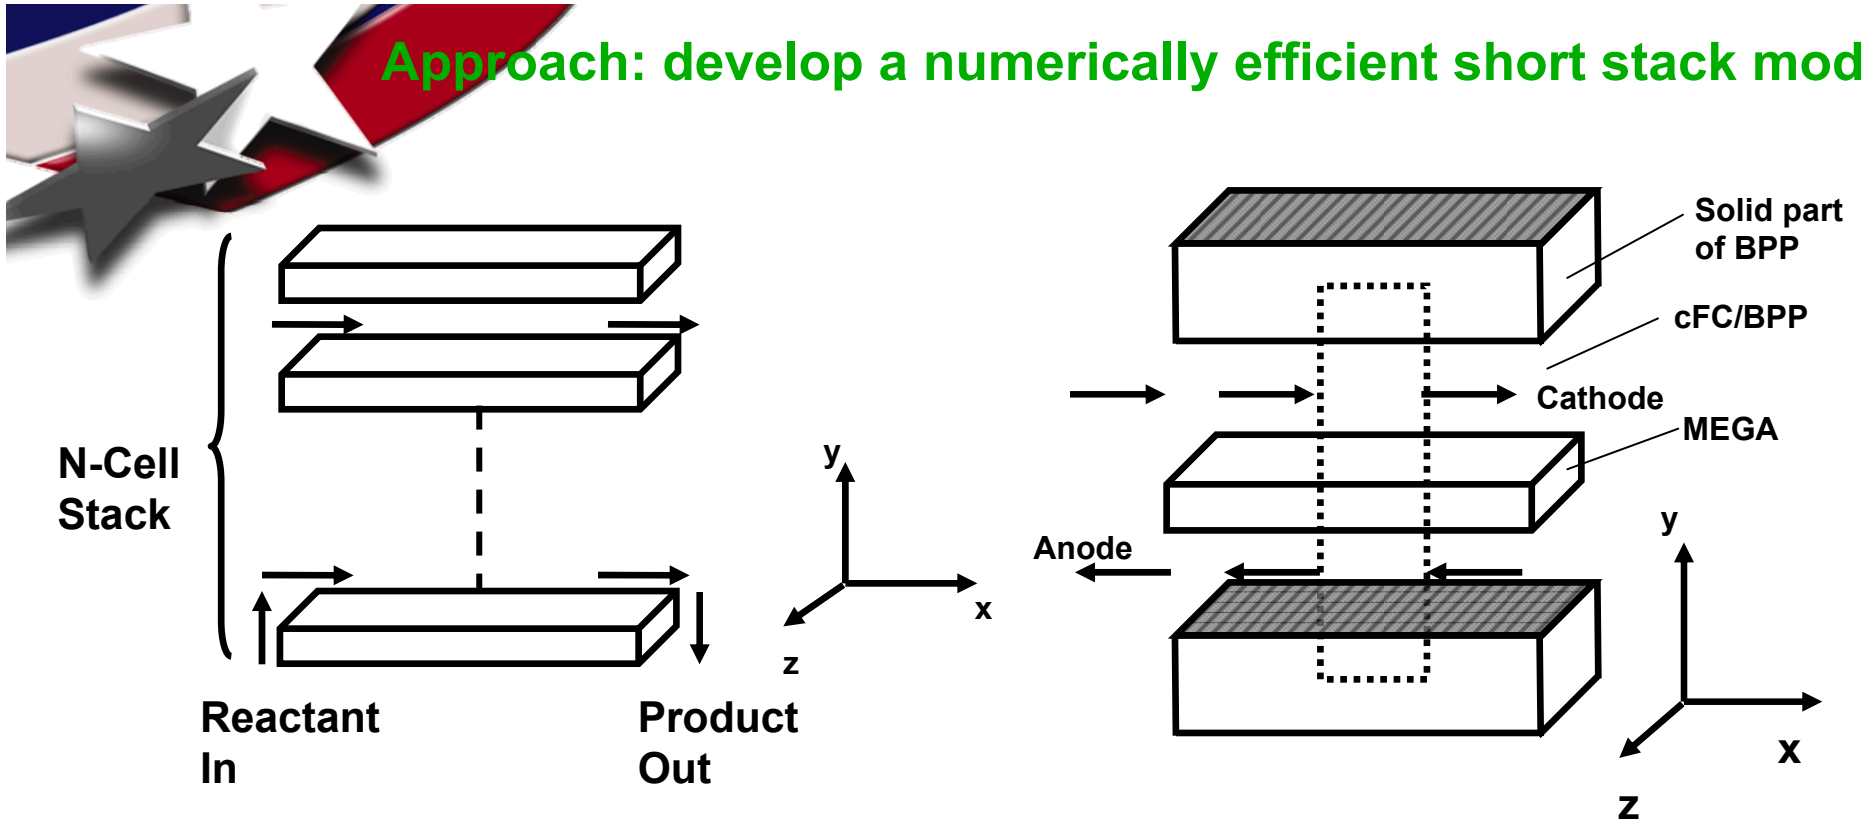 Approach: develop a numerically efficient short stack mod
N-Cell
Stack
Reactant
In
Product
Out
y
x
z
Solid part
of BPP
cFC/BPP
Cathode
MEGA
Anode
y
x
z